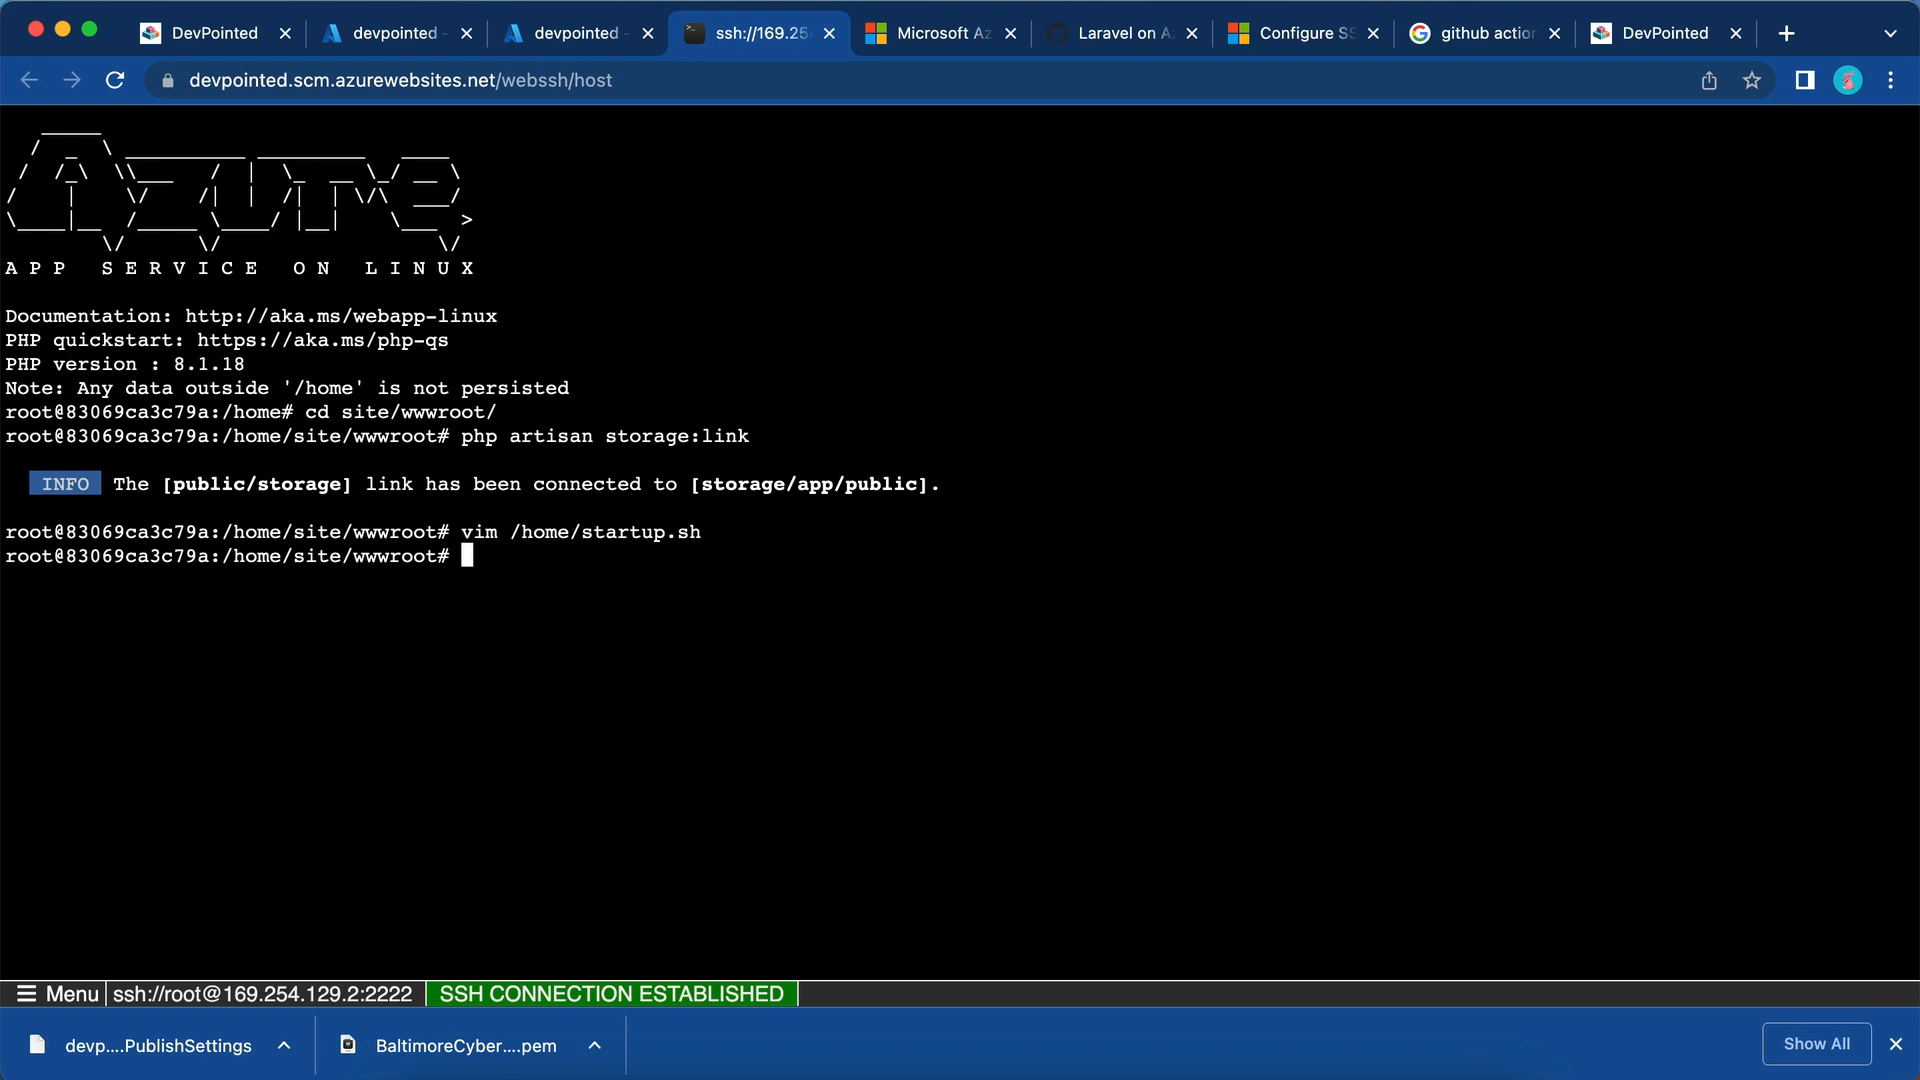 DevPointed
devpointed -
devpointed -
ssh://169.25
Microsoft Az
Laravel on A
Configure SS
github action
DevPointed
devpointed.scm.azurewebsites.net/webssh/host
A P P   S E R V I C E   O N   L I N U X
Documentation: http://aka.ms/webapp-linux
PHP quickstart: https://aka.ms/php-qs
PHP version : 8.1.18
Note: Any data outside '/home' is not persisted
root@83069ca3c79a:/home# cd site/wwwroot/
root@83069ca3c79a:/home/site/wwwroot# php artisan storage:link
INFO The [public/storage] link has been connected to [storage/app/public].
root@83069ca3c79a:/home/site/wwwroot# vim /home/startup.sh
root@83069ca3c79a:/home/site/wwwroot#
Menu ssh://root@169.254.129.2:2222 SSH CONNECTION ESTABLISHED
devp....PublishSettings
BaltimoreCyber....pem
Show All